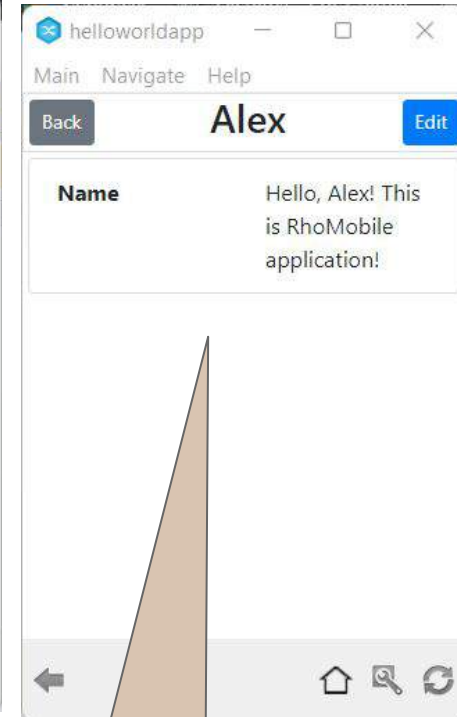 helloworldapp
Main Navigate Help
Back Alex Edit
Name Hello, Alex! This
is RhoMobile
application!